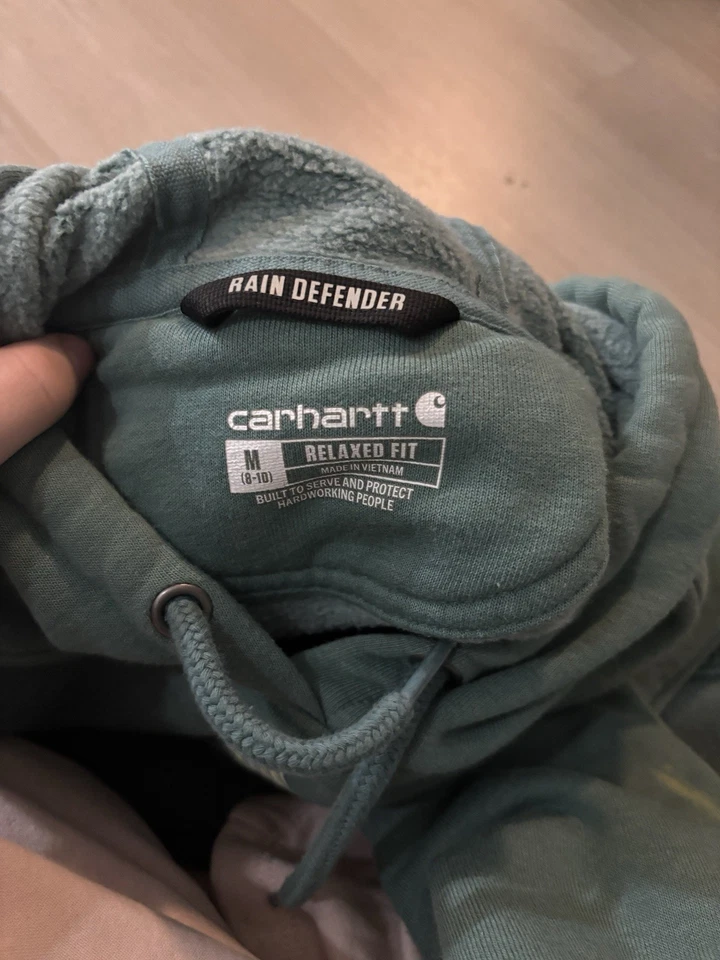 RAIN DEFENDER
carhartt
M
(8-10)
RELAXED FIT
MADE IN VIETNAM
BUILT TO SERVE AND PROTECT
HARDWORKING PEOPLE